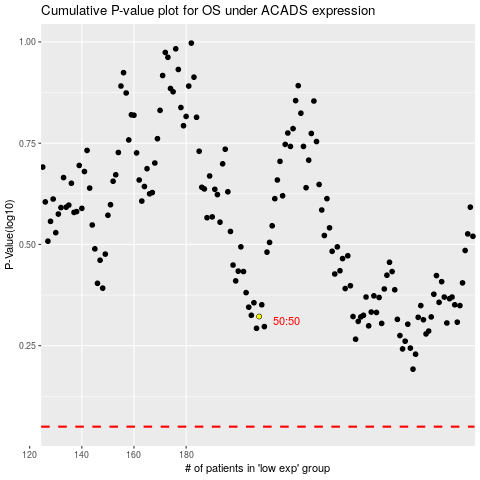 Cumulative P-value plot for OS under ACADS expression
P-Value(log10)
1.00
0.75
0.50
0.25
50:50
120 140 160 180
# of patients in 'low exp' group